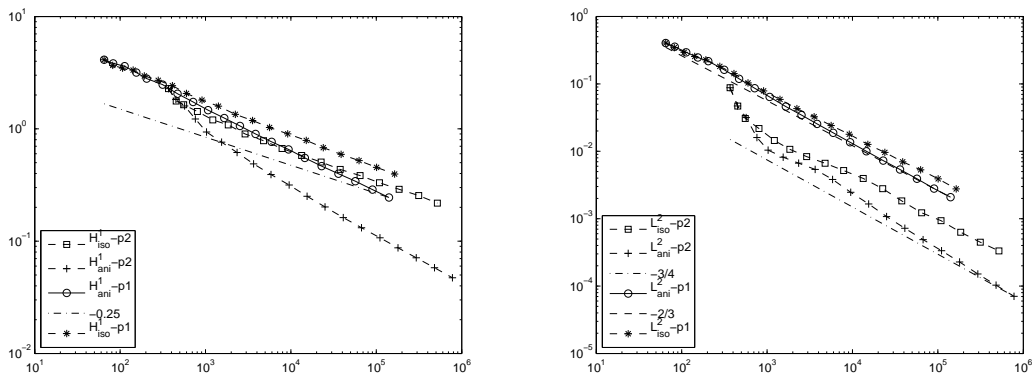 10^1
10^0
10^-1
10^-2
10^1 10^2 10^3 10^4 10^5 10^6
H^1_iso-p2
H^1_ani-p2
H^1_ani-p1
-0.25
H^1_iso-p1
10^0
10^-1
10^-2
10^-3
10^-4
10^-5
10^1 10^2 10^3 10^4 10^5 10^6
L^2_iso-p2
L^2_ani-p2
-3/4
L^2_ani-p1
-2/3
L^2_iso-p1